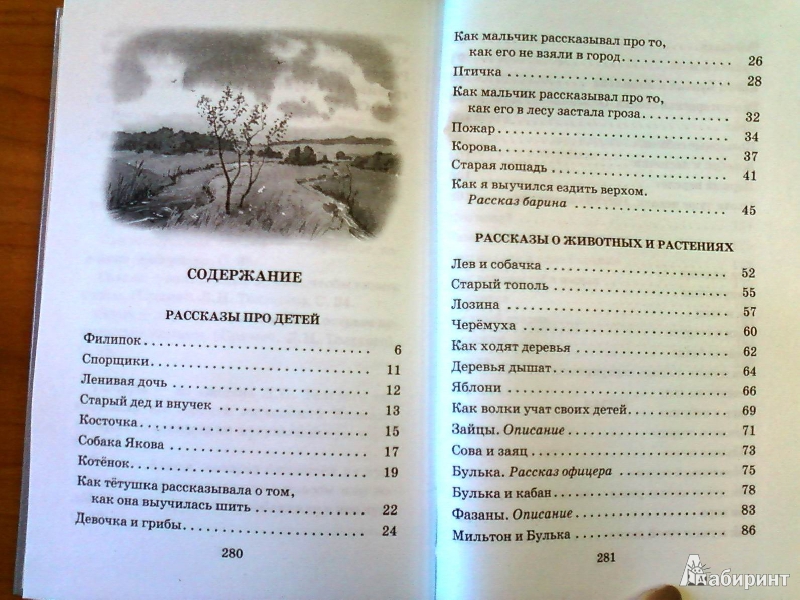 СОДЕРЖАНИЕ
РАССКАЗЫ ПРО ДЕТЕЙ
Филипок . . . . . . . . . . . . . . . . . . . . . . . . . 6
Спорщики . . . . . . . . . . . . . . . . . . . . . . . . 11
Ленивая дочь . . . . . . . . . . . . . . . . . . . . . 12
Старый дед и внучек . . . . . . . . . . . . . . . . 13
Косточка . . . . . . . . . . . . . . . . . . . . . . . . 15
Собака Якова . . . . . . . . . . . . . . . . . . . . . 17
Котёнок . . . . . . . . . . . . . . . . . . . . . . . . . 19
Как тётушка рассказывала о том,
как она выучилась шить . . . . . . . . . . . . . 22
Девочка и грибы . . . . . . . . . . . . . . . . . . . 24
280
Как мальчик рассказывал про то,
как его не взяли в город . . . . . . . . . . . . . 26
Птичка . . . . . . . . . . . . . . . . . . . . . . . . . 28
Как мальчик рассказывал про то,
как его в лесу застала гроза . . . . . . . . . . 32
Пожар . . . . . . . . . . . . . . . . . . . . . . . . . . 34
Корова . . . . . . . . . . . . . . . . . . . . . . . . . 37
Старая лошадь . . . . . . . . . . . . . . . . . . . . 41
Как я выучился ездить верхом.
Рассказ барина . . . . . . . . . . . . . . . . . . . 45
РАССКАЗЫ О ЖИВОТНЫХ И РАСТЕНИЯХ
Лев и собачка . . . . . . . . . . . . . . . . . . . . . 52
Старый тополь . . . . . . . . . . . . . . . . . . . . 55
Лозина . . . . . . . . . . . . . . . . . . . . . . . . . 57
Черёмуха . . . . . . . . . . . . . . . . . . . . . . . . 60
Как ходят деревья . . . . . . . . . . . . . . . . . . 62
Деревья дышат . . . . . . . . . . . . . . . . . . . . 64
Яблони . . . . . . . . . . . . . . . . . . . . . . . . . 66
Как волки учат своих детей . . . . . . . . . . . 69
Зайцы. Описание . . . . . . . . . . . . . . . . . . . 71
Сова и заяц . . . . . . . . . . . . . . . . . . . . . . 73
Булька. Рассказ офицера . . . . . . . . . . . . . 75
Булька и кабан . . . . . . . . . . . . . . . . . . . . 78
Фазаны. Описание . . . . . . . . . . . . . . . . . . 83
Мильтон и Булька . . . . . . . . . . . . . . . . . . 86
281
Лабиринт